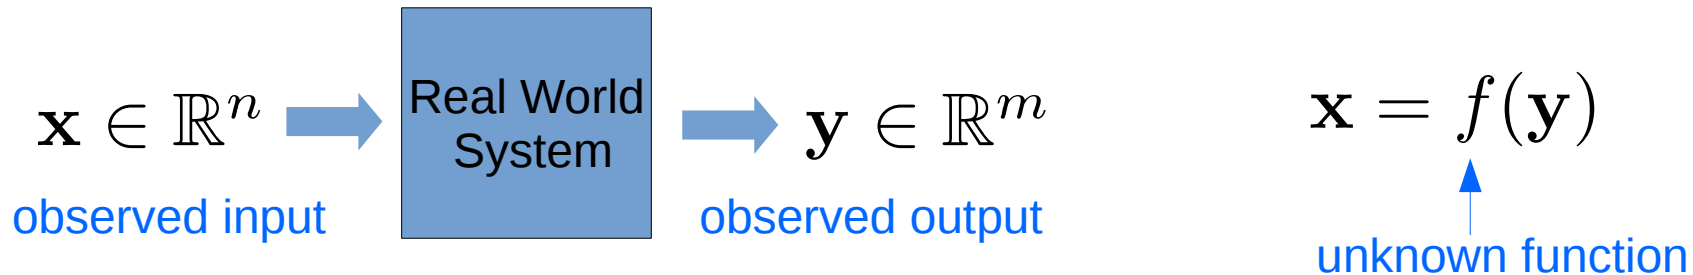 𝐱 ∈ ℝⁿ
observed input
Real World
System
𝐲 ∈ ℝᵐ
observed output
𝐱 = f(𝐲)
unknown function